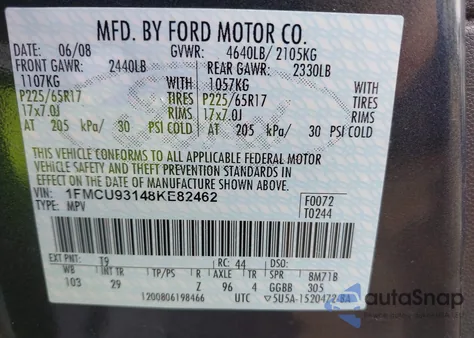 MFD. BY FORD MOTOR CO.
DATE: 06/08 GVWR: 4640LB/ 2105KG
FRONT GAWR: 2440LB REAR GAWR: 2330LB
1107KG 1057KG
P225/65R17 TIRES P225/65R17
17x7.0J RIMS 17x7.0J
AT 205 kPa/ 30 PSI COLD AT 205 kPa/ 30 PSI COLD
THIS VEHICLE CONFORMS TO ALL APPLICABLE FEDERAL MOTOR
VEHICLE SAFETY AND THEFT PREVENTION STANDARDS IN
EFFECT ON THE DATE OF MANUFACTURE SHOWN ABOVE.
VIN: 1FMCU93148KE82462 F0072
TYPE: MPV T0244
EXT PNT: T9 RC: 44 DSO:
WB INT TR TP/PS R AXLE TR SPR BM71B
103 29 Z 96 4 GGBB 305
1200806198466 UTC 5U5A-1520472-BA
autoSnap